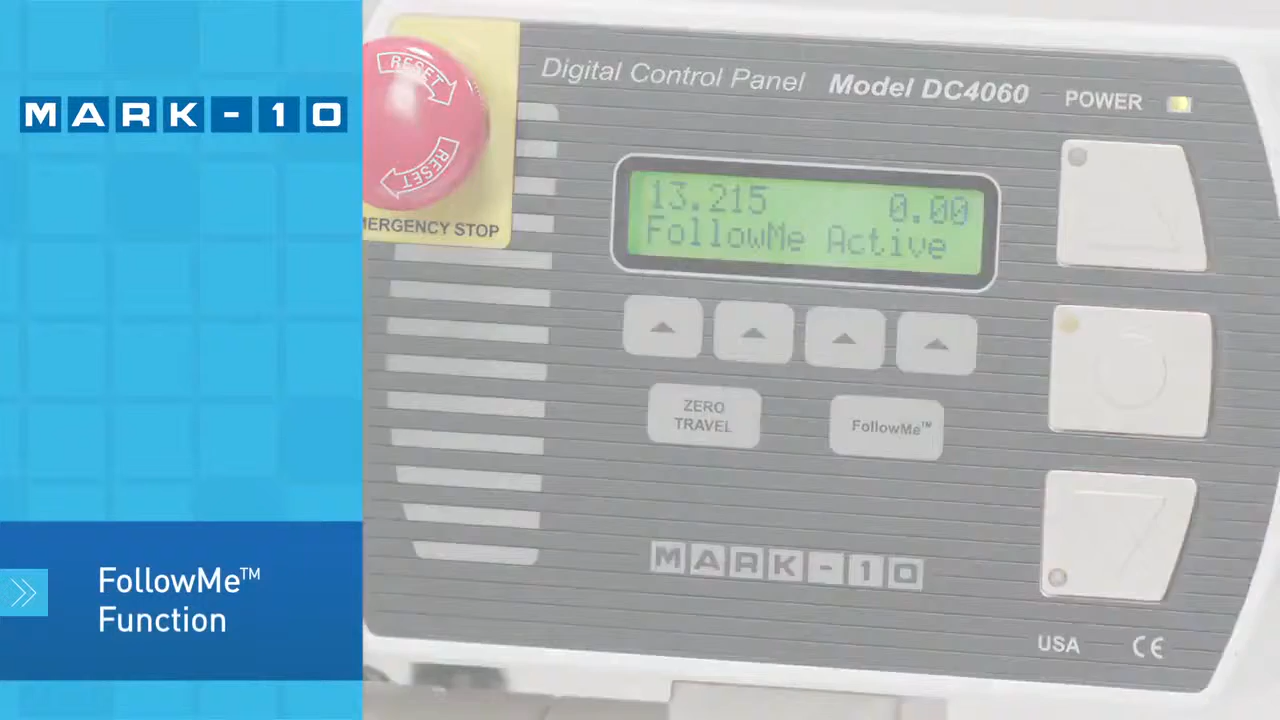 MARK-10
FollowMe™
Function
RESET
RESET
MERGENCY STOP
Digital Control Panel Model DC4060
POWER
13.215 0.00
FollowMe Active
ZERO
TRAVEL
FollowMe™
MARK-10
USA CE